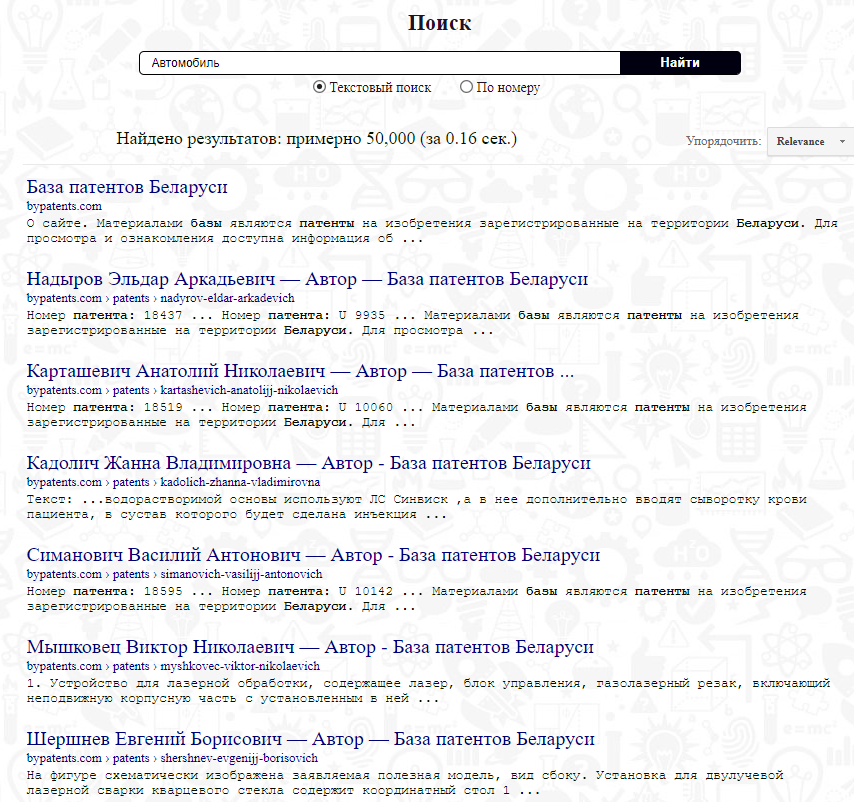 Поиск
Автомобиль
Найти
Текстовый поиск
По номеру
Найдено результатов: примерно 50,000 (за 0.16 сек.)
Упорядочить:
Relevance
База патентов Беларуси
bypatents.com
О сайте. Материалами базы являются патенты на изобретения зарегистрированные на территории Беларуси. Для
просмотра и ознакомления доступна информация об ...
Надыров Эльдар Аркадьевич — Автор — База патентов Беларуси
bypatents.com › patents › nadyrov-eldar-arkadevich
Номер патента: 18437 ... Номер патента: U 9935 ... Материалами базы являются патенты на изобретения
зарегистрированные на территории Беларуси. Для просмотра ...
Карташевич Анатолий Николаевич — Автор — База патентов ...
bypatents.com › patents › kartashevich-anatolijj-nikolaevich
Номер патента: 18519 ... Номер патента: U 10060 ... Материалами базы являются патенты на изобретения
зарегистрированные на территории Беларуси. Для ...
Кадолич Жанна Владимировна — Автор - База патентов Беларуси
bypatents.com › patents › kadolich-zhanna-vladimirovna
Текст: ...водорастворимой основы используют ЛС Синвиск ,а в нее дополнительно вводят сыворотку крови
пациента, в сустав которого будет сделана инъекция ...
Симанович Василий Антонович — Автор - База патентов Беларуси
bypatents.com › patents › simanovich-vasilijj-antonovich
Номер патента: 18595 ... Номер патента: U 10142 ... Материалами базы являются патенты на изобретения
зарегистрированные на территории Беларуси. Для ...
Мышковец Виктор Николаевич — Автор - База патентов Беларуси
bypatents.com › patents › myshkovec-viktor-nikolaevich
1. Устройство для лазерной обработки, содержащее лазер, блок управления, газолазерный резак, включающий
неподвижную корпусную часть с установленным в ней ...
Шершнев Евгений Борисович — Автор — База патентов Беларуси
bypatents.com › patents › shershnev-evgenijj-borisovich
На фигуре схематически изображена заявляемая полезная модель, вид сбоку. Установка для двулучевой
лазерной сварки кварцевого стекла содержит координатный стол 1 ...